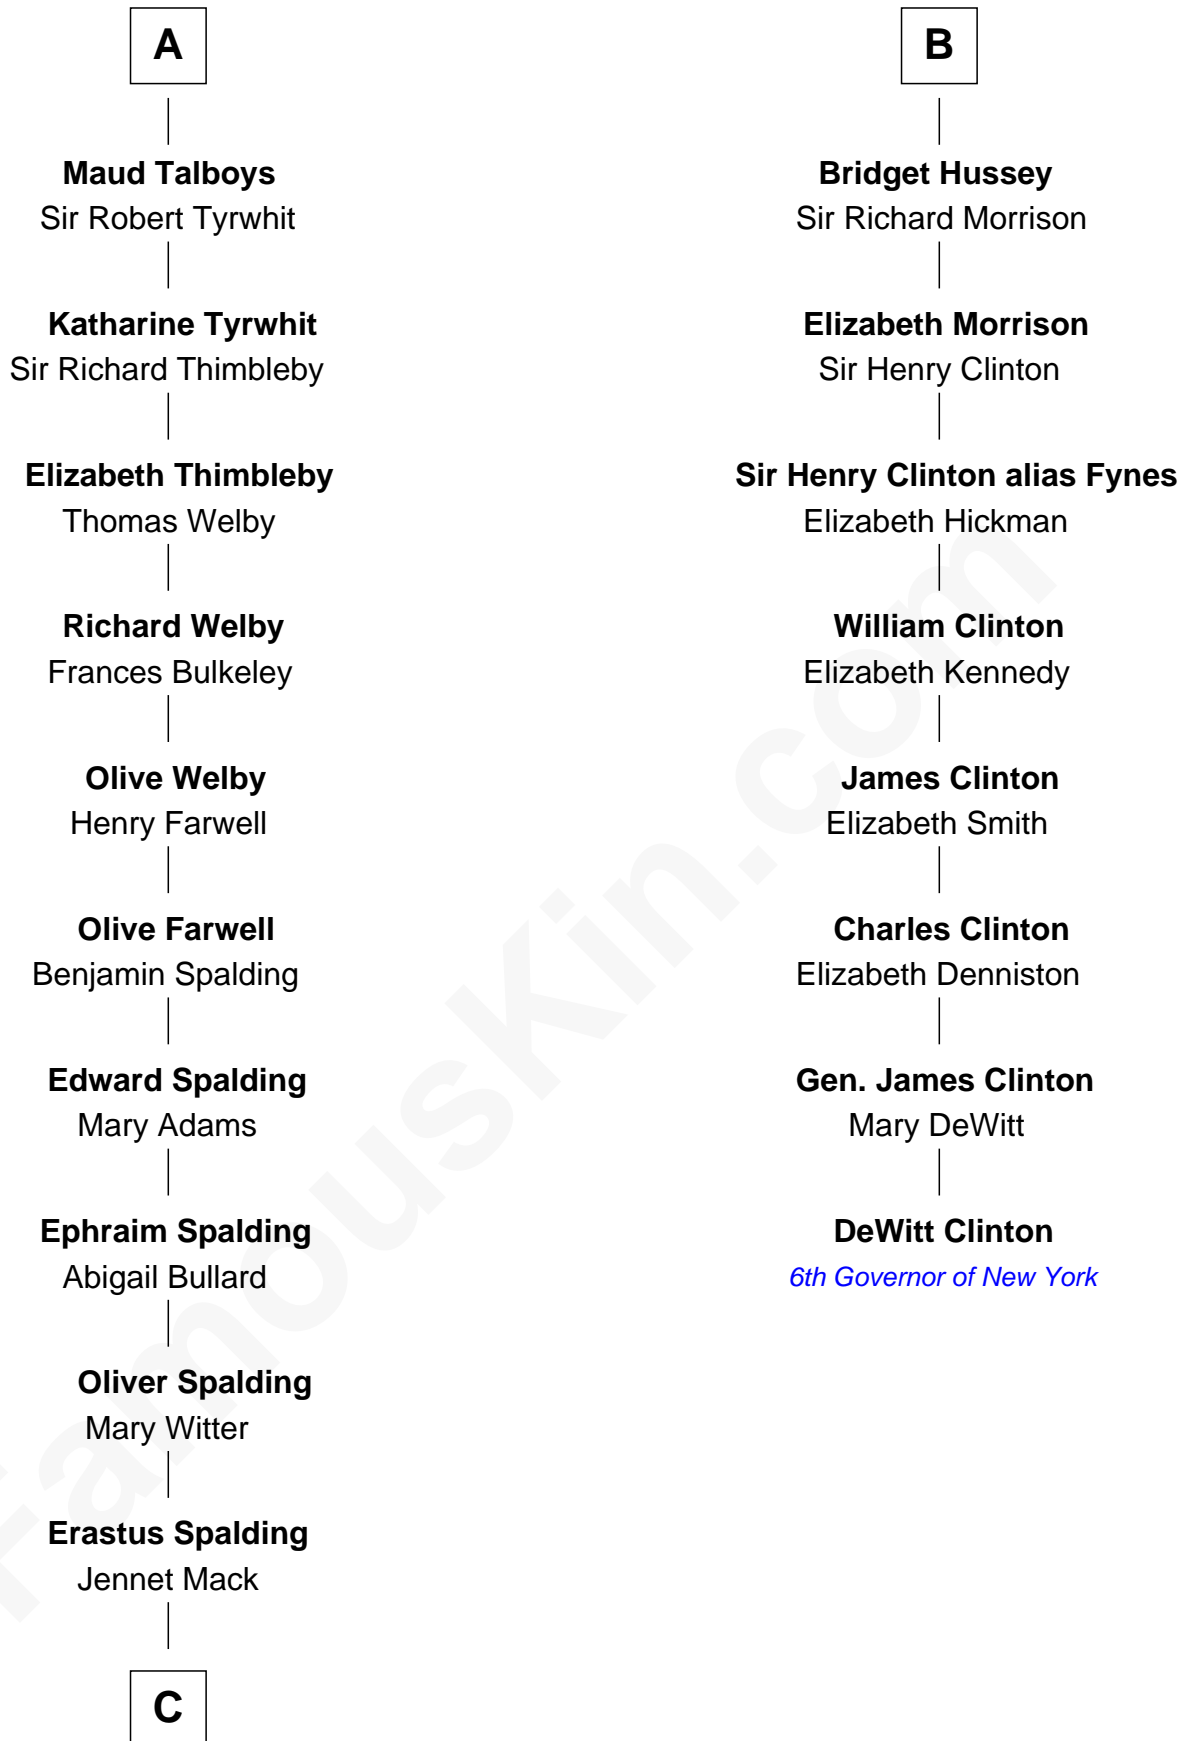 A
Maud Talboys
Sir Robert Tyrwhit
Katharine Tyrwhit
Sir Richard Thimbleby
Elizabeth Thimbleby
Thomas Welby
Richard Welby
Frances Bulkeley
Olive Welby
Henry Farwell
Olive Farwell
Benjamin Spalding
Edward Spalding
Mary Adams
Ephraim Spalding
Abigail Bullard
Oliver Spalding
Mary Witter
Erastus Spalding
Jennet Mack
C
B
Bridget Hussey
Sir Richard Morrison
Elizabeth Morrison
Sir Henry Clinton
Sir Henry Clinton alias Fynes
Elizabeth Hickman
William Clinton
Elizabeth Kennedy
James Clinton
Elizabeth Smith
Charles Clinton
Elizabeth Denniston
Gen. James Clinton
Mary DeWitt
DeWitt Clinton
6th Governor of New York
FamousKin.com